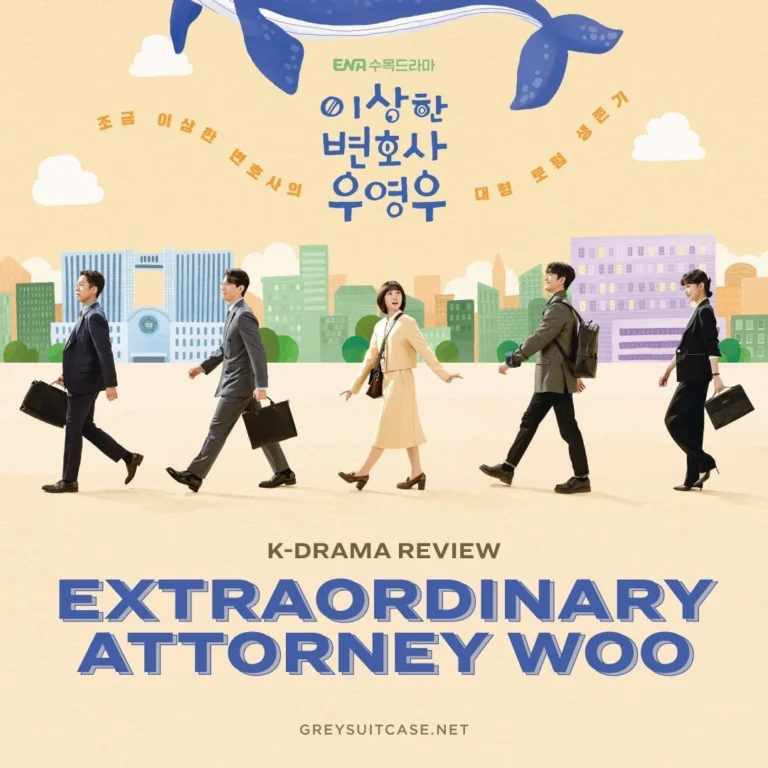 ENA 수목드라마
이상한
변호사
우영우
조금 이상한 변호사의
대형 로펌 생존기
K-DRAMA REVIEW
EXTRAORDINARY
ATTORNEY WOO
GREYSUITCASE.NET